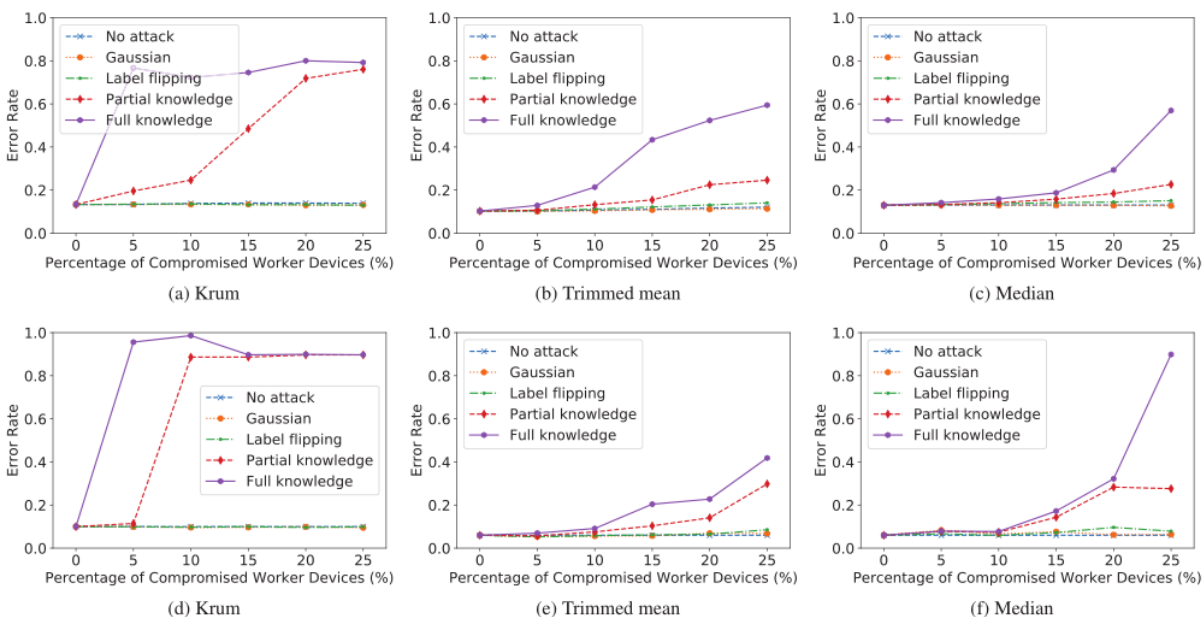 1.0
0.8
0.6
0.4
0.2
0.0
Error Rate
No attack
Gaussian
Label flipping
Partial knowledge
Full knowledge
0 5 10 15 20 25
Percentage of Compromised Worker Devices (%)
(a) Krum
1.0
0.8
0.6
0.4
0.2
0.0
Error Rate
No attack
Gaussian
Label flipping
Partial knowledge
Full knowledge
0 5 10 15 20 25
Percentage of Compromised Worker Devices (%)
(b) Trimmed mean
1.0
0.8
0.6
0.4
0.2
0.0
Error Rate
No attack
Gaussian
Label flipping
Partial knowledge
Full knowledge
0 5 10 15 20 25
Percentage of Compromised Worker Devices (%)
(c) Median
1.0
0.8
0.6
0.4
0.2
0.0
Error Rate
No attack
Gaussian
Label flipping
Partial knowledge
Full knowledge
0 5 10 15 20 25
Percentage of Compromised Worker Devices (%)
(d) Krum
1.0
0.8
0.6
0.4
0.2
0.0
Error Rate
No attack
Gaussian
Label flipping
Partial knowledge
Full knowledge
0 5 10 15 20 25
Percentage of Compromised Worker Devices (%)
(e) Trimmed mean
1.0
0.8
0.6
0.4
0.2
0.0
Error Rate
No attack
Gaussian
Label flipping
Partial knowledge
Full knowledge
0 5 10 15 20 25
Percentage of Compromised Worker Devices (%)
(f) Median